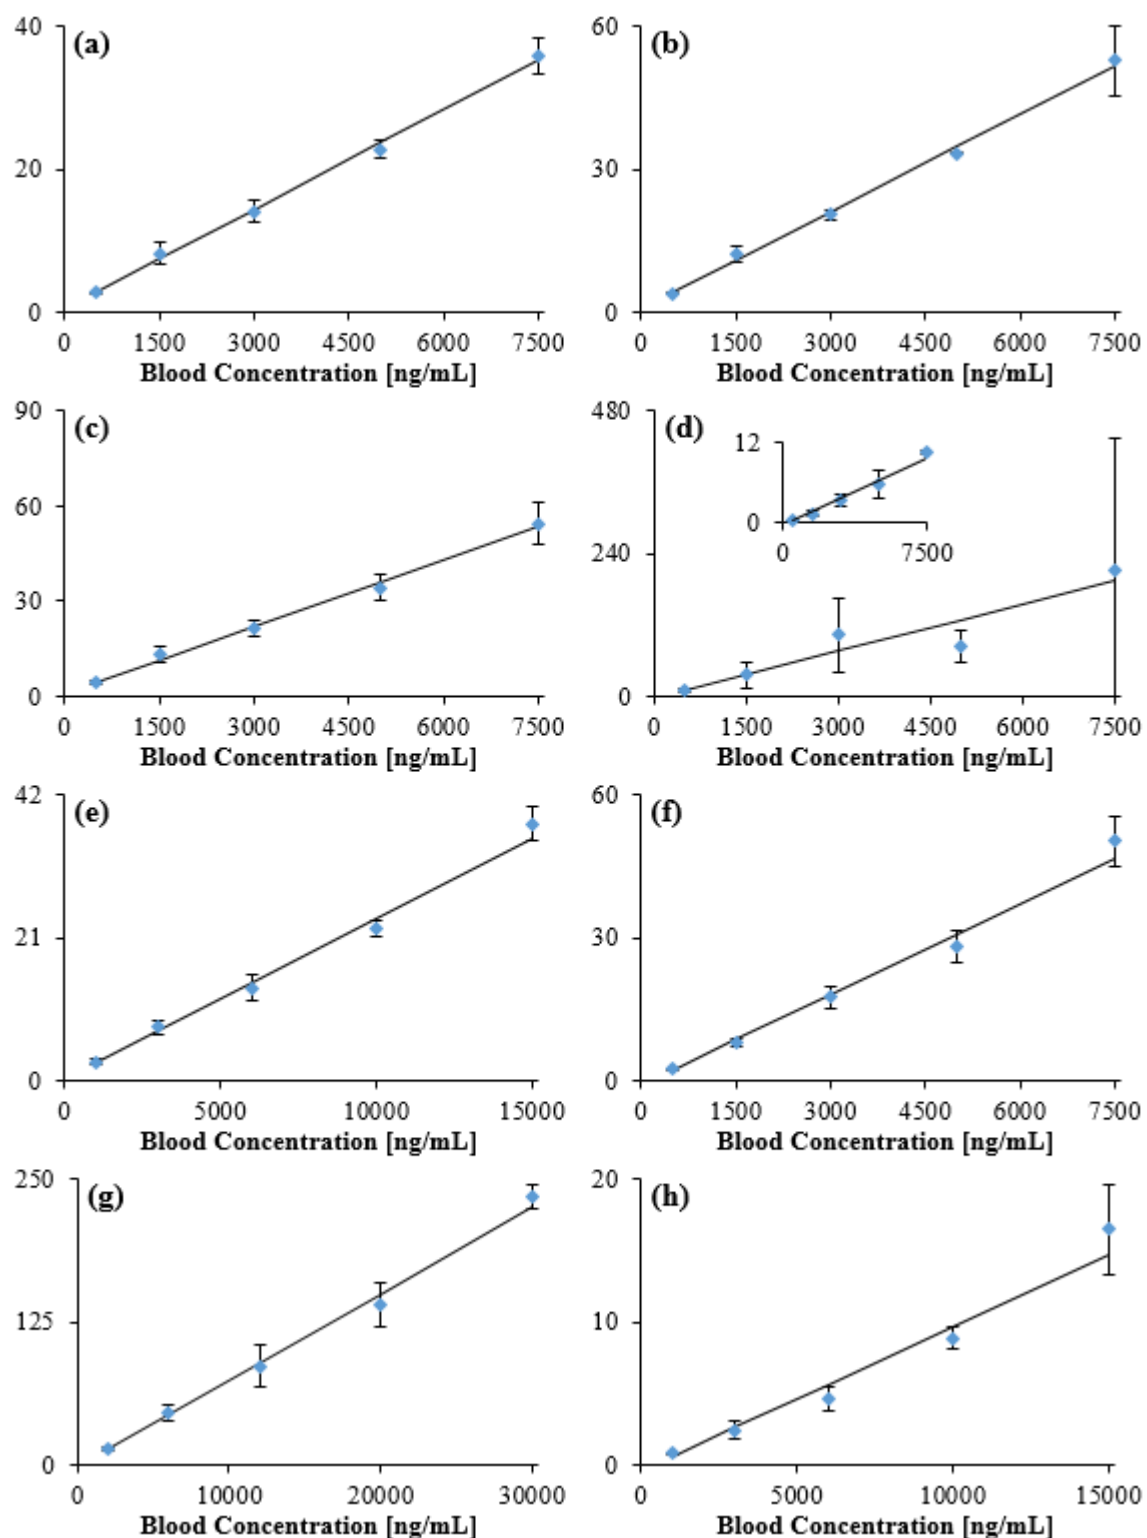 40 (a)
20
0
0 1500 3000 4500 6000 7500
Blood Concentration [ng/mL]
60 (b)
30
0
0 1500 3000 4500 6000 7500
Blood Concentration [ng/mL]
90 (c)
60
30
0
0 1500 3000 4500 6000 7500
Blood Concentration [ng/mL]
480 (d)
12
0
0 7500
240
0
0 1500 3000 4500 6000 7500
Blood Concentration [ng/mL]
42 (e)
21
0
0 5000 10000 15000
Blood Concentration [ng/mL]
60 (f)
30
0
0 1500 3000 4500 6000 7500
Blood Concentration [ng/mL]
250 (g)
125
0
0 10000 20000 30000
Blood Concentration [ng/mL]
20 (h)
10
0
0 5000 10000 15000
Blood Concentration [ng/mL]